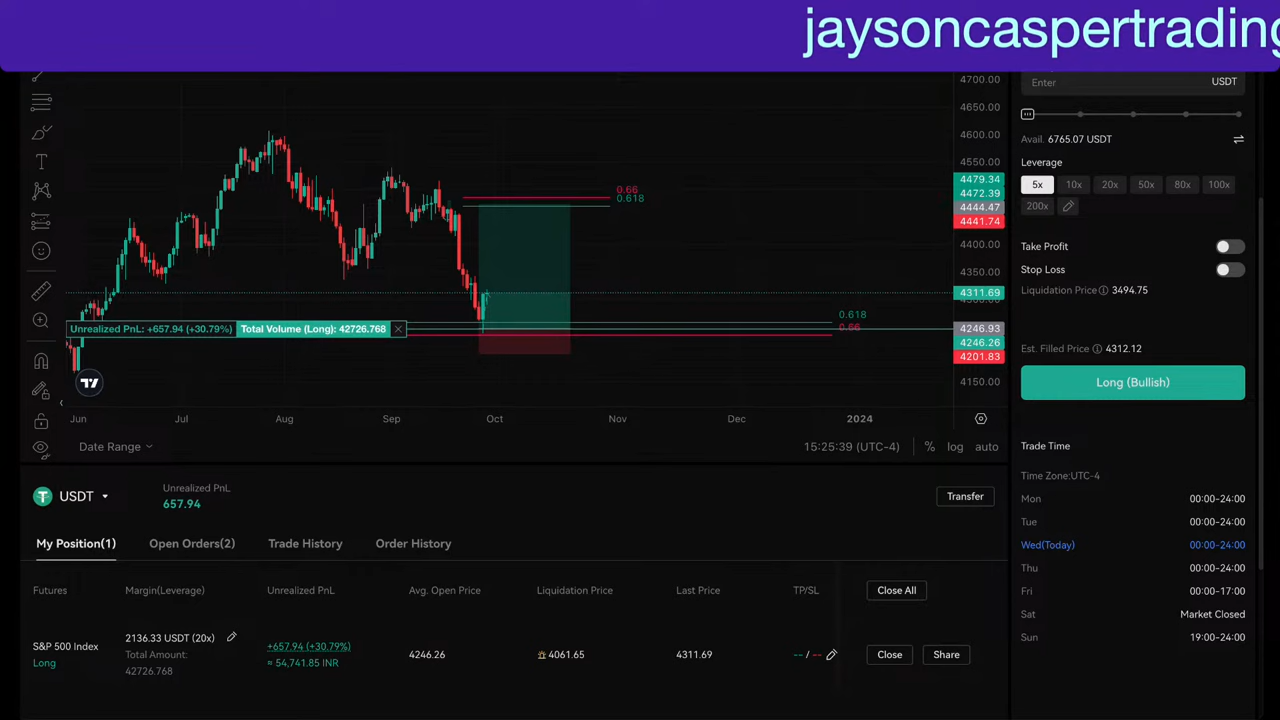 jaysoncaspertrading
4700.00
4650.00
4600.00
4550.00
4479.34
4472.39
4444.47
4441.74
4400.00
4350.00
4311.69
4246.93
4246.26
4201.83
4150.00
0.66
0.618
0.618
0.66
Unrealized PnL: +657.94 (+30.79%) Total Volume (Long): 42726.768
Jun Jul Aug Sep Oct Nov Dec 2024
Date Range
15:25:39 (UTC-4) % log auto
Enter USDT
Avail. 6765.07 USDT
Leverage
5x 10x 20x 50x 80x 100x
200x
Take Profit
Stop Loss
Liquidation Price 3494.75
Est. Filled Price 4312.12
Long (Bullish)
Trade Time
Time Zone:UTC-4
Mon 00:00-24:00
Tue 00:00-24:00
Wed(Today) 00:00-24:00
Thu 00:00-24:00
Fri 00:00-17:00
Sat Market Closed
Sun 19:00-24:00
USDT
Unrealized PnL
657.94
Transfer
My Position(1) Open Orders(2) Trade History Order History
Futures Margin(Leverage) Unrealized PnL Avg. Open Price Liquidation Price Last Price TP/SL Close All
S&P 500 Index
Long
2136.33 USDT (20x)
Total Amount:
42726.768
+657.94 (+30.79%)
≈ 54,741.85 INR
4246.26
4061.65
4311.69
-- / --
Close
Share